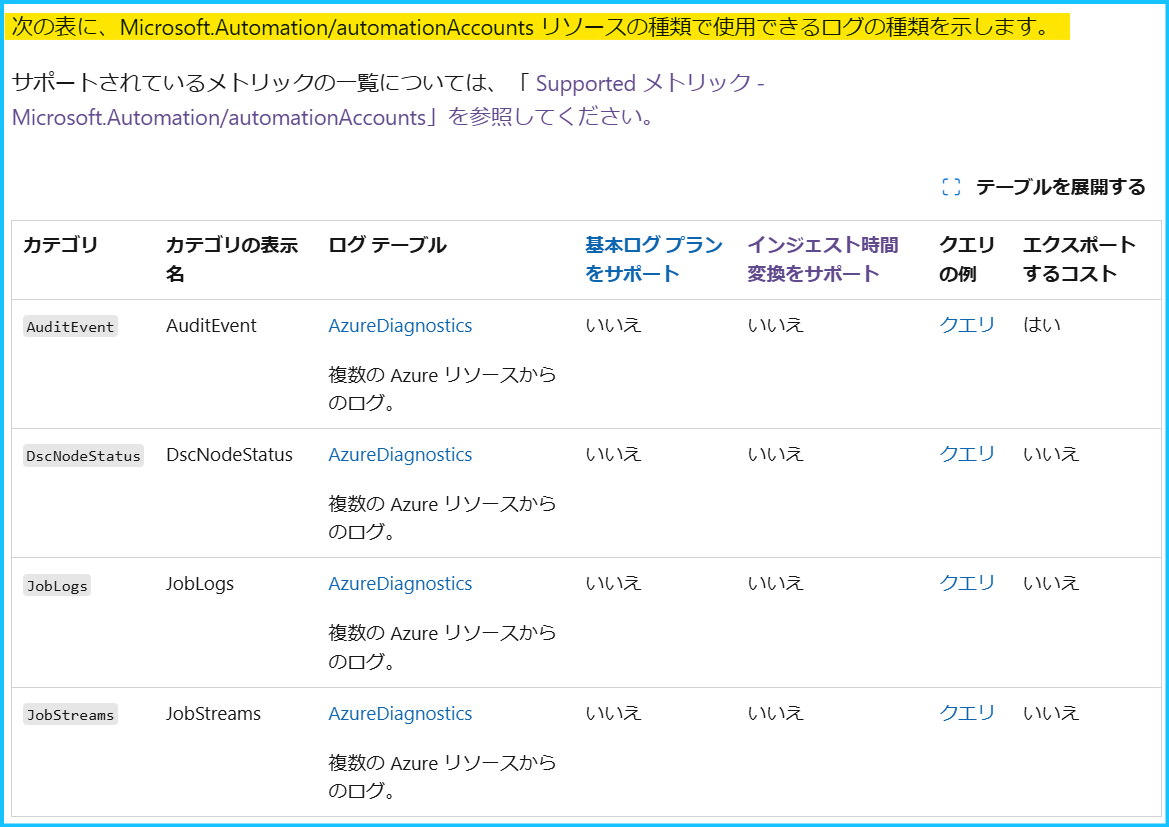 次の表に、Microsoft.Automation/automationAccounts リソースの種類で使用できるログの種類を示します。
サポートされているメトリックの一覧については、「 Supported メトリック -
Microsoft.Automation/automationAccounts」を参照してください。
テーブルを展開する
カテゴリ カテゴリの表示名 ログ テーブル 基本ログ プランをサポート インジェスト時間変換をサポート クエリの例 エクスポートするコスト
AuditEvent AuditEvent AzureDiagnostics いいえ いいえ クエリ はい
複数の Azure リソースから
のログ。
DscNodeStatus DscNodeStatus AzureDiagnostics いいえ いいえ クエリ いいえ
複数の Azure リソースから
のログ。
JobLogs JobLogs AzureDiagnostics いいえ いいえ クエリ いいえ
複数の Azure リソースから
のログ。
JobStreams JobStreams AzureDiagnostics いいえ いいえ クエリ いいえ
複数の Azure リソースから
のログ。